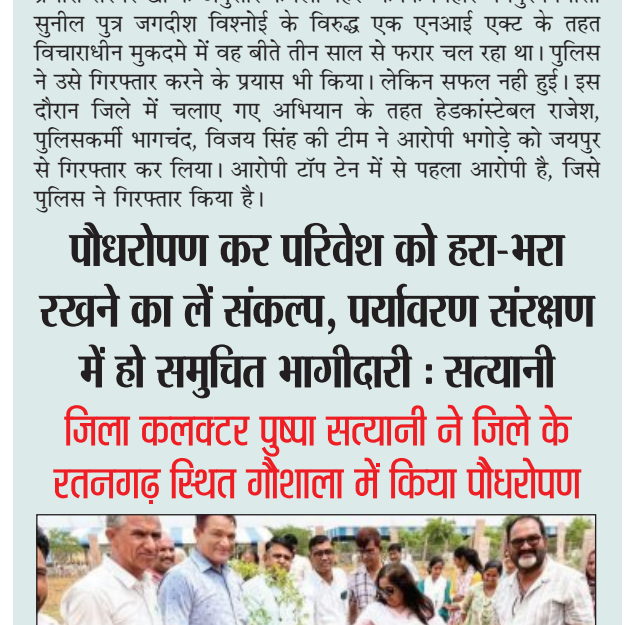 सुनील पुत्र जगदीश विश्नोई के विरुद्ध एक एनआई एक्ट के तहत
विचाराधीन मुकदमे में वह बीते तीन साल से फरार चल रहा था। पुलिस
ने उसे गिरफ्तार करने के प्रयास भी किया। लेकिन सफल नही हुई। इस
दौरान जिले में चलाए गए अभियान के तहत हेडकांस्टेबल राजेश,
पुलिसकर्मी भागचंद, विजय सिंह की टीम ने आरोपी भगोड़े को जयपुर
से गिरफ्तार कर लिया। आरोपी टॉप टेन में से पहला आरोपी है, जिसे
पुलिस ने गिरफ्तार किया है।
पौधरोपण कर परिवेश को हरा-भरा
रखने का लें संकल्प, पर्यावरण संरक्षण
में हो समुचित भागीदारी : सत्यानी
जिला कलक्टर पुष्पा सत्यानी ने जिले के
रतनगढ़ स्थित गौशाला में किया पौधरोपण